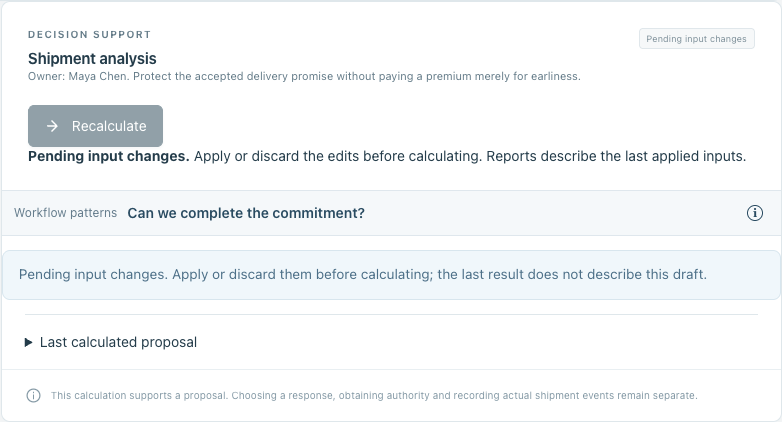 DECISION SUPPORT
Pending input changes
Shipment analysis
Owner: Maya Chen. Protect the accepted delivery promise without paying a premium merely for earliness.
Recalculate
Pending input changes. Apply or discard the edits before calculating. Reports describe the last applied inputs.
Workflow patterns Can we complete the commitment?
Pending input changes. Apply or discard them before calculating; the last result does not describe this draft.
Last calculated proposal
This calculation supports a proposal. Choosing a response, obtaining authority and recording actual shipment events remain separate.